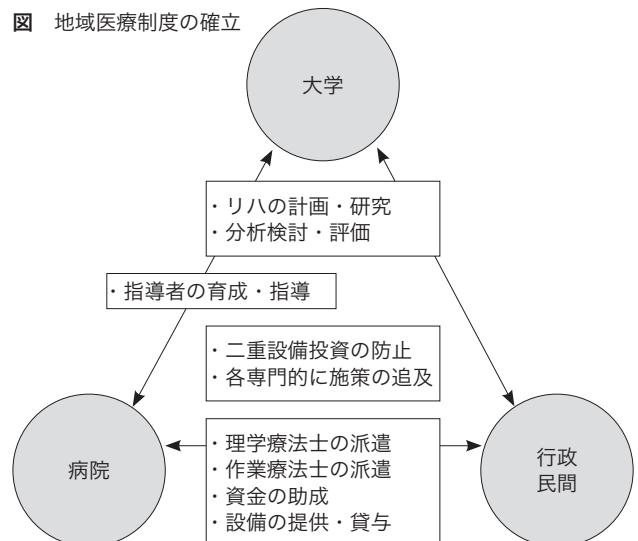 図 地域医療制度の確立
大学
・リハの計画・研究
・分析検討・評価
・指導者の育成・指導
・二重設備投資の防止
・各専門的に施策の追及
病院
・理学療法士の派遣
・作業療法士の派遣
・資金の助成
・設備の提供・貸与
行政
民間